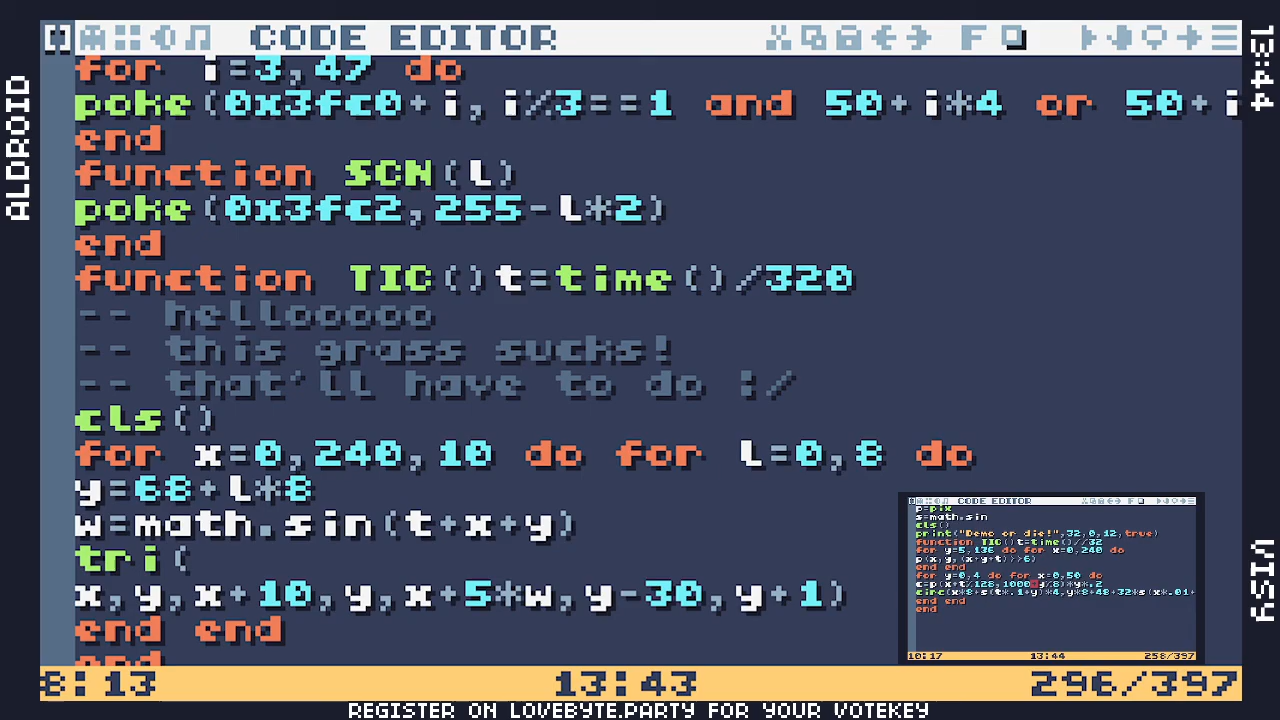 CODE EDITOR
for i=3,47 do
poke(0x3fc0+i,i%3==1 and 50+i*4 or 50+i
end
function SCN(l)
poke(0x3fc2,255-l*2)
end
function TIC()t=time()/320
-- hellooooo
-- this grass sucks!
-- that'll have to do :/
cls()
for x=0,240,10 do for l=0,8 do
y=68+l*8
w=math.sin(t+x+y)
tri(
x,y,x+10,y,x+5*w,y-30,y+1)
end end
end
8:13 13:43 296/397
ALDROID
13:44
VISY
CODE EDITOR
p=pix
s=math.sin
cls()
print("Demo or die!",32,0,12,true)
function TIC()t=time()//32
for y=5,136 do for x=0,240 do
p(x,y,(x+y+t)>>6)
end end
for y=0,4 do for x=0,50 do
end end
end
10:17 13:44 258/397
REGISTER ON LOVEBYTE.PARTY FOR YOUR VOTEKEY